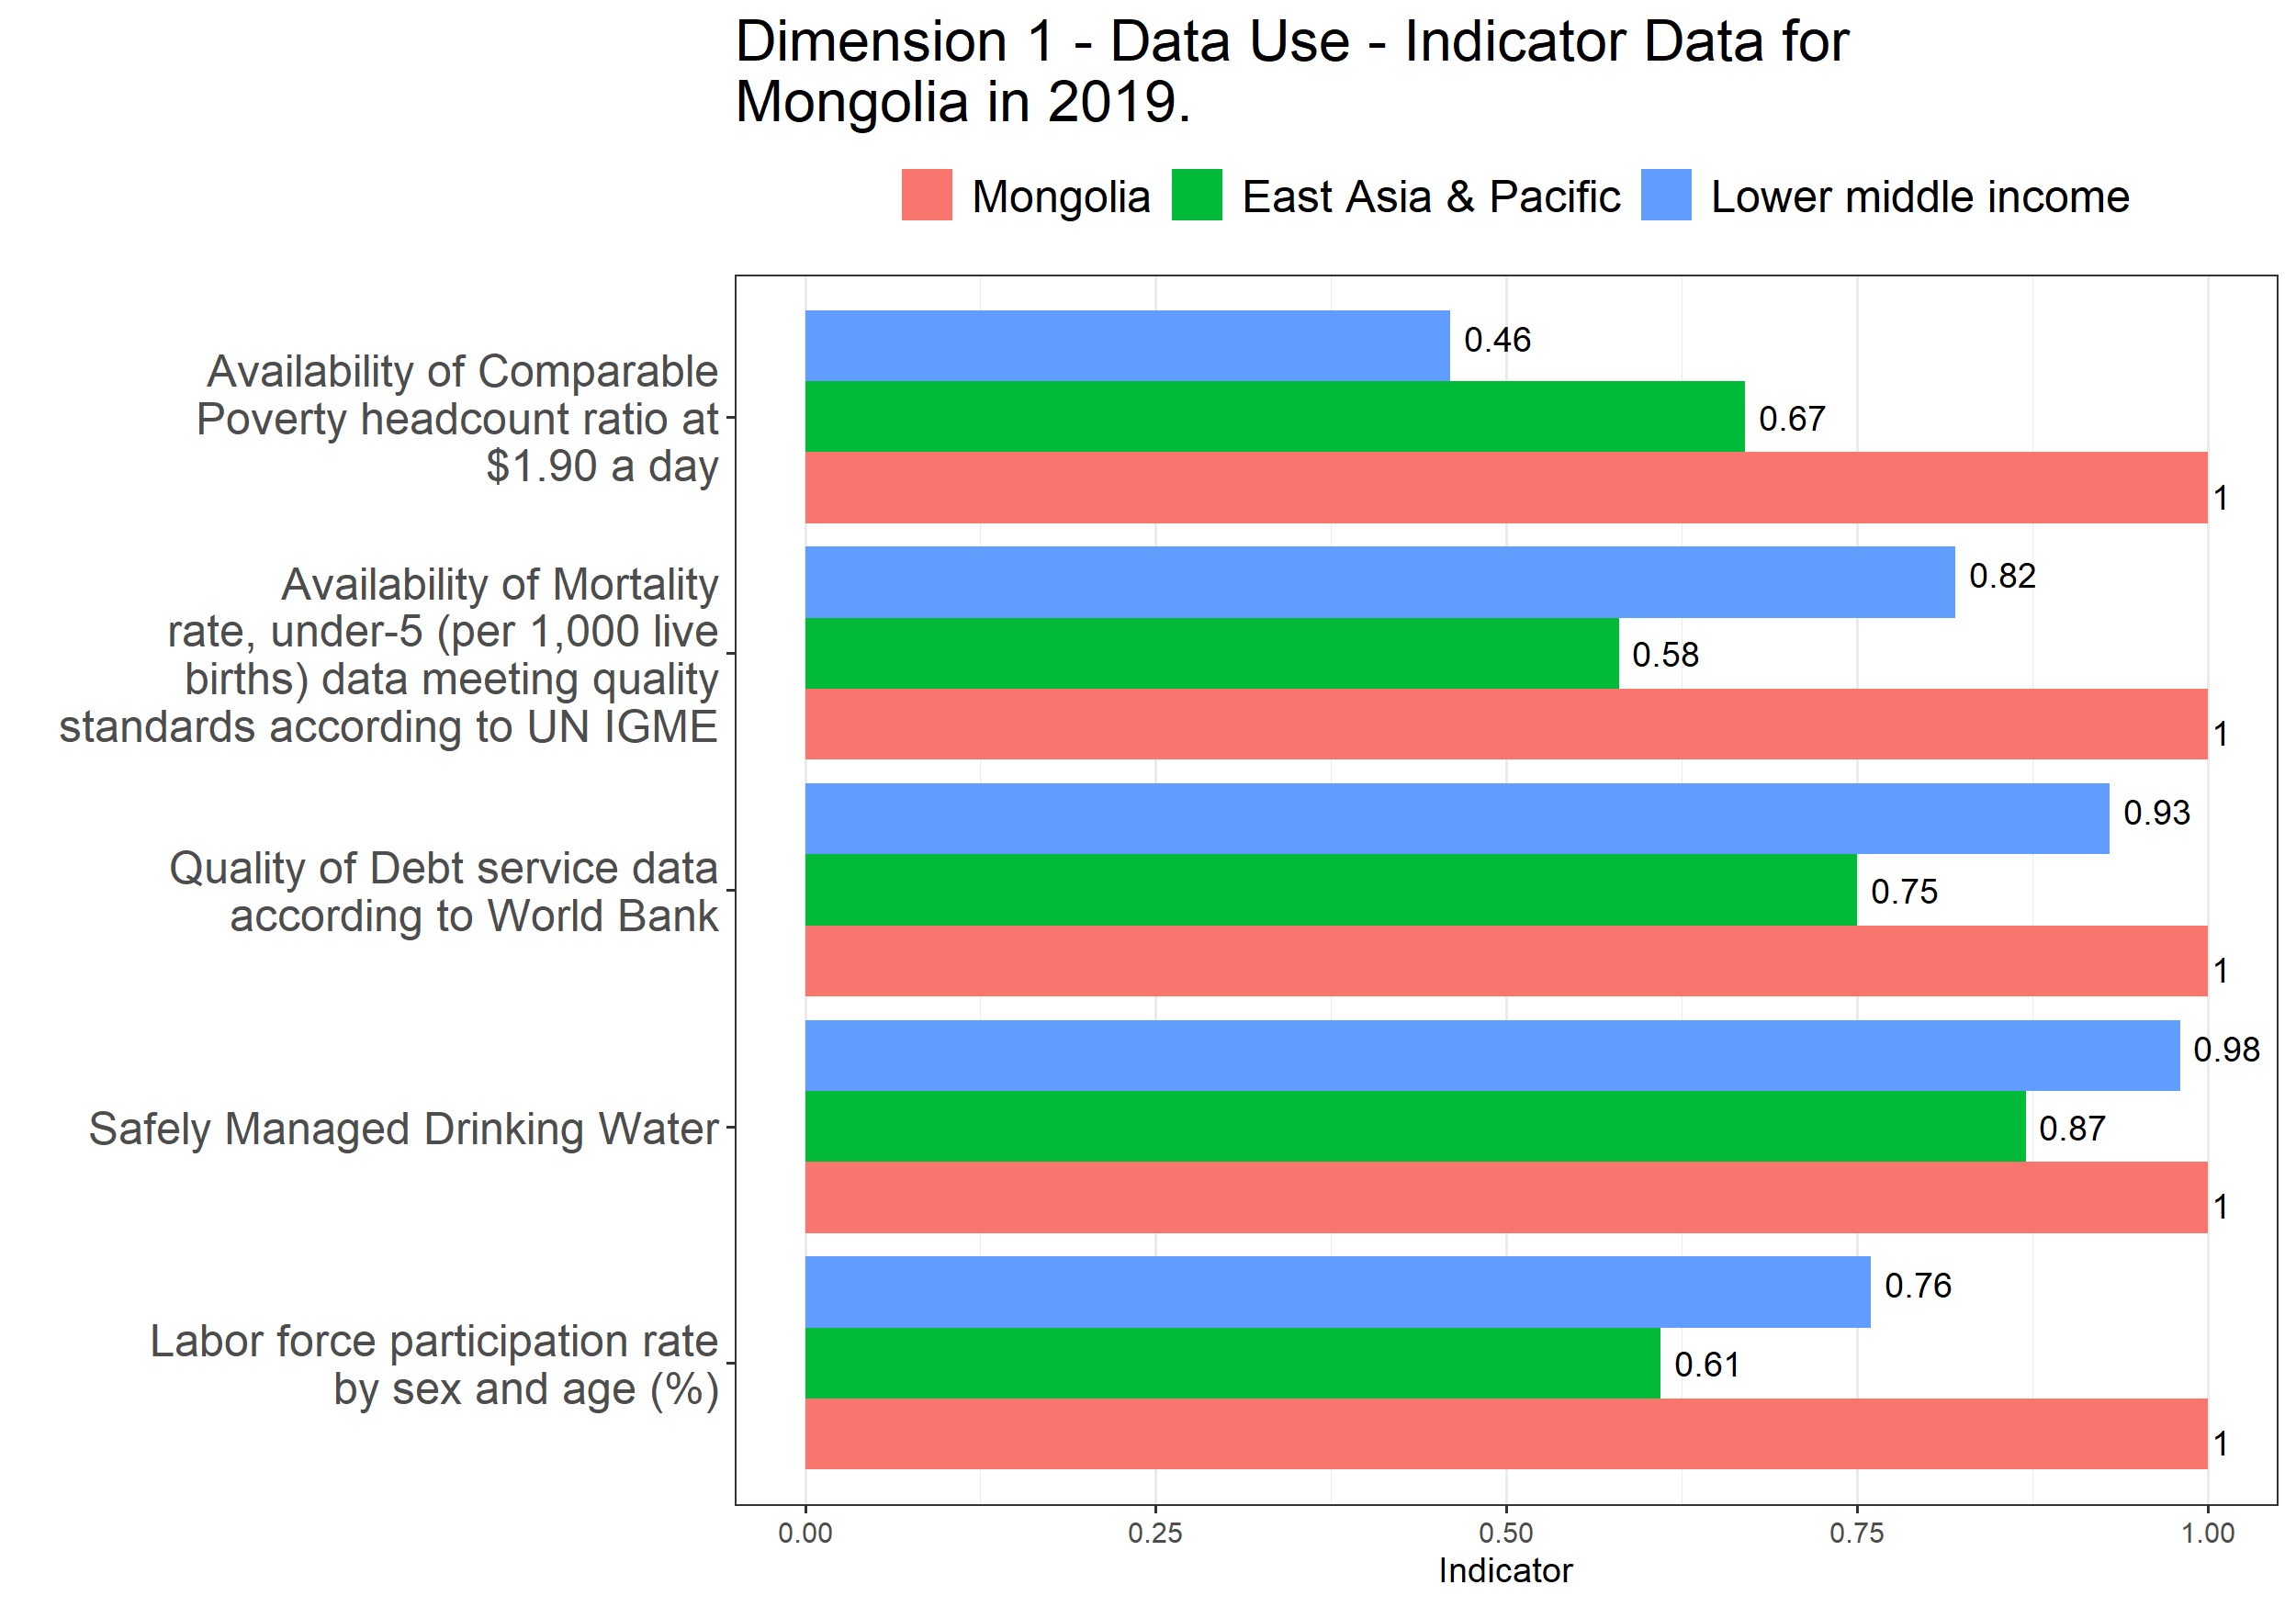 Dimension 1 - Data Use - Indicator Data for
Mongolia in 2019.
Mongolia East Asia & Pacific Lower middle income
Availability of Comparable
Poverty headcount ratio at
$1.90 a day
0.46
0.67
1
Availability of Mortality
rate, under-5 (per 1,000 live
births) data meeting quality
standards according to UN IGME
0.82
0.58
1
Quality of Debt service data
according to World Bank
0.93
0.75
1
Safely Managed Drinking Water
0.98
0.87
1
Labor force participation rate
by sex and age (%)
0.76
0.61
1
0.00 0.25 0.50 0.75 1.00
Indicator